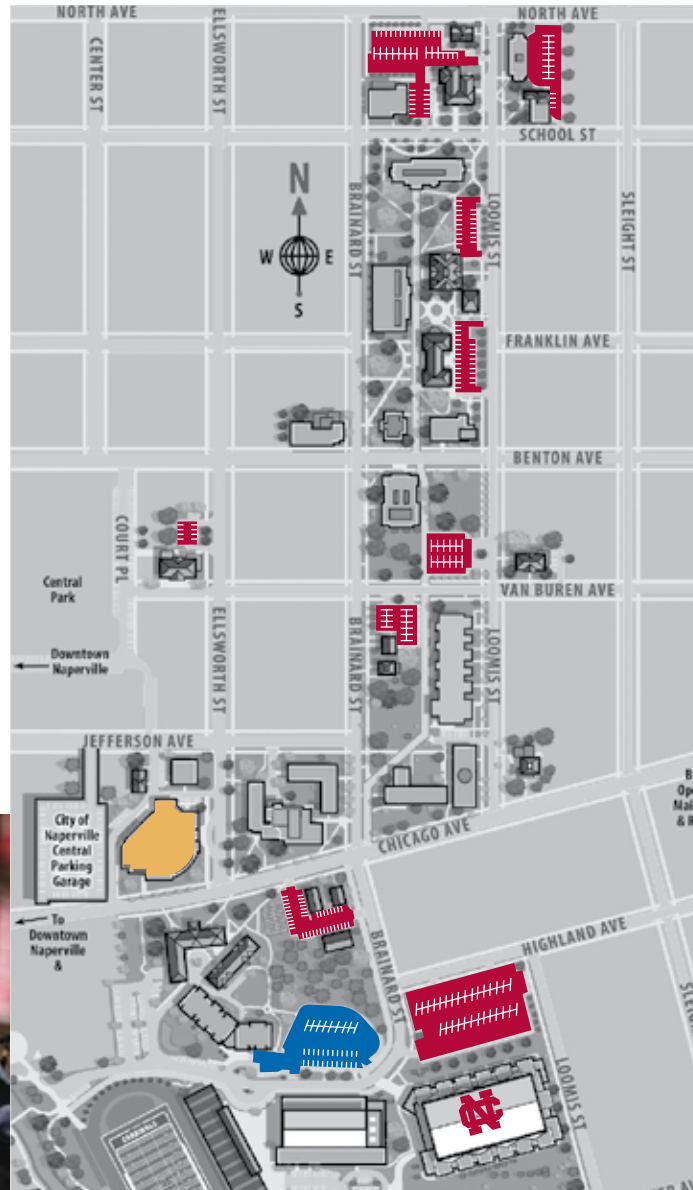 NORTH AVE
NORTH AVE
CENTER ST
ELLSWORTH ST
SCHOOL ST
N
W
E
S
BRAINARD ST
LOOMIS ST
SLEIGHT ST
FRANKLIN AVE
BENTON AVE
COURT PL
Central
Park
VAN BUREN AVE
ELLSWORTH ST
BRAINARD ST
LOOMIS ST
Downtown
Naperville
JEFFERSON AVE
City of
Naperville
Central
Parking
Garage
CHICAGO AVE
To
Downtown
Naperville
&
BRAINARD ST
HIGHLAND AVE
LOOMIS ST
NC
CARDINALS